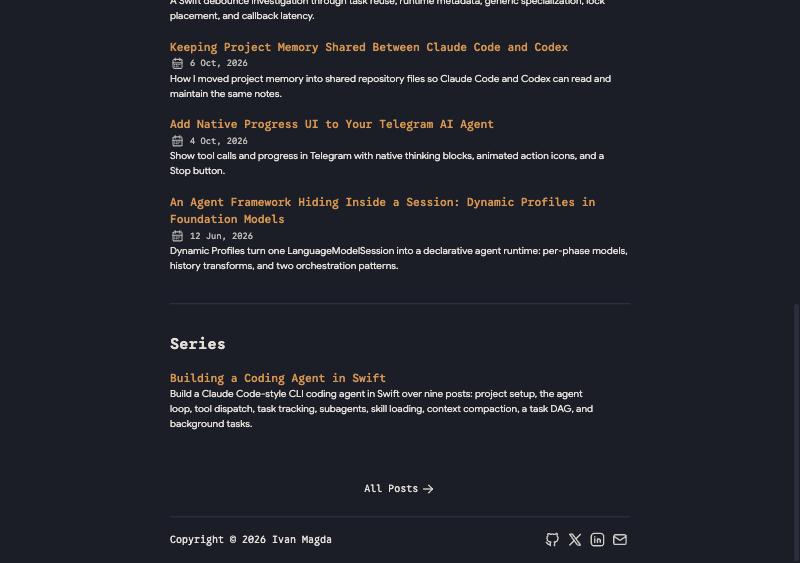 A Swift debounce investigation through task reuse, runtime metadata, generic specialization, lock
placement, and callback latency.
Keeping Project Memory Shared Between Claude Code and Codex
6 Oct, 2026
How I moved project memory into shared repository files so Claude Code and Codex can read and
maintain the same notes.
Add Native Progress UI to Your Telegram AI Agent
4 Oct, 2026
Show tool calls and progress in Telegram with native thinking blocks, animated action icons, and a
Stop button.
An Agent Framework Hiding Inside a Session: Dynamic Profiles in
Foundation Models
12 Jun, 2026
Dynamic Profiles turn one LanguageModelSession into a declarative agent runtime: per-phase models,
history transforms, and two orchestration patterns.
Series
Building a Coding Agent in Swift
Build a Claude Code-style CLI coding agent in Swift over nine posts: project setup, the agent
loop, tool dispatch, task tracking, subagents, skill loading, context compaction, a task DAG, and
background tasks.
All Posts
Copyright © 2026 Ivan Magda